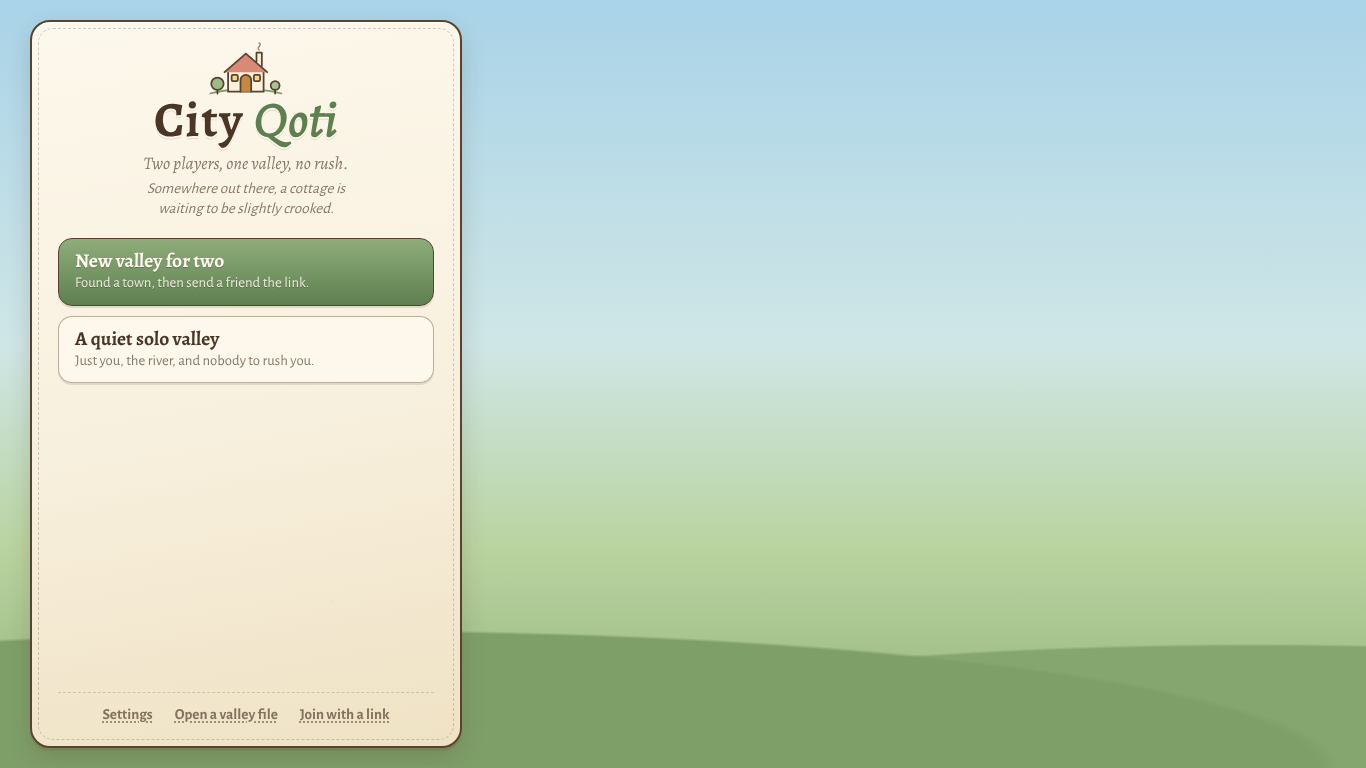 City Qoti
Two players, one valley, no rush.
Somewhere out there, a cottage is
waiting to be slightly crooked.
New valley for two
Found a town, then send a friend the link.
A quiet solo valley
Just you, the river, and nobody to rush you.
Settings Open a valley file Join with a link